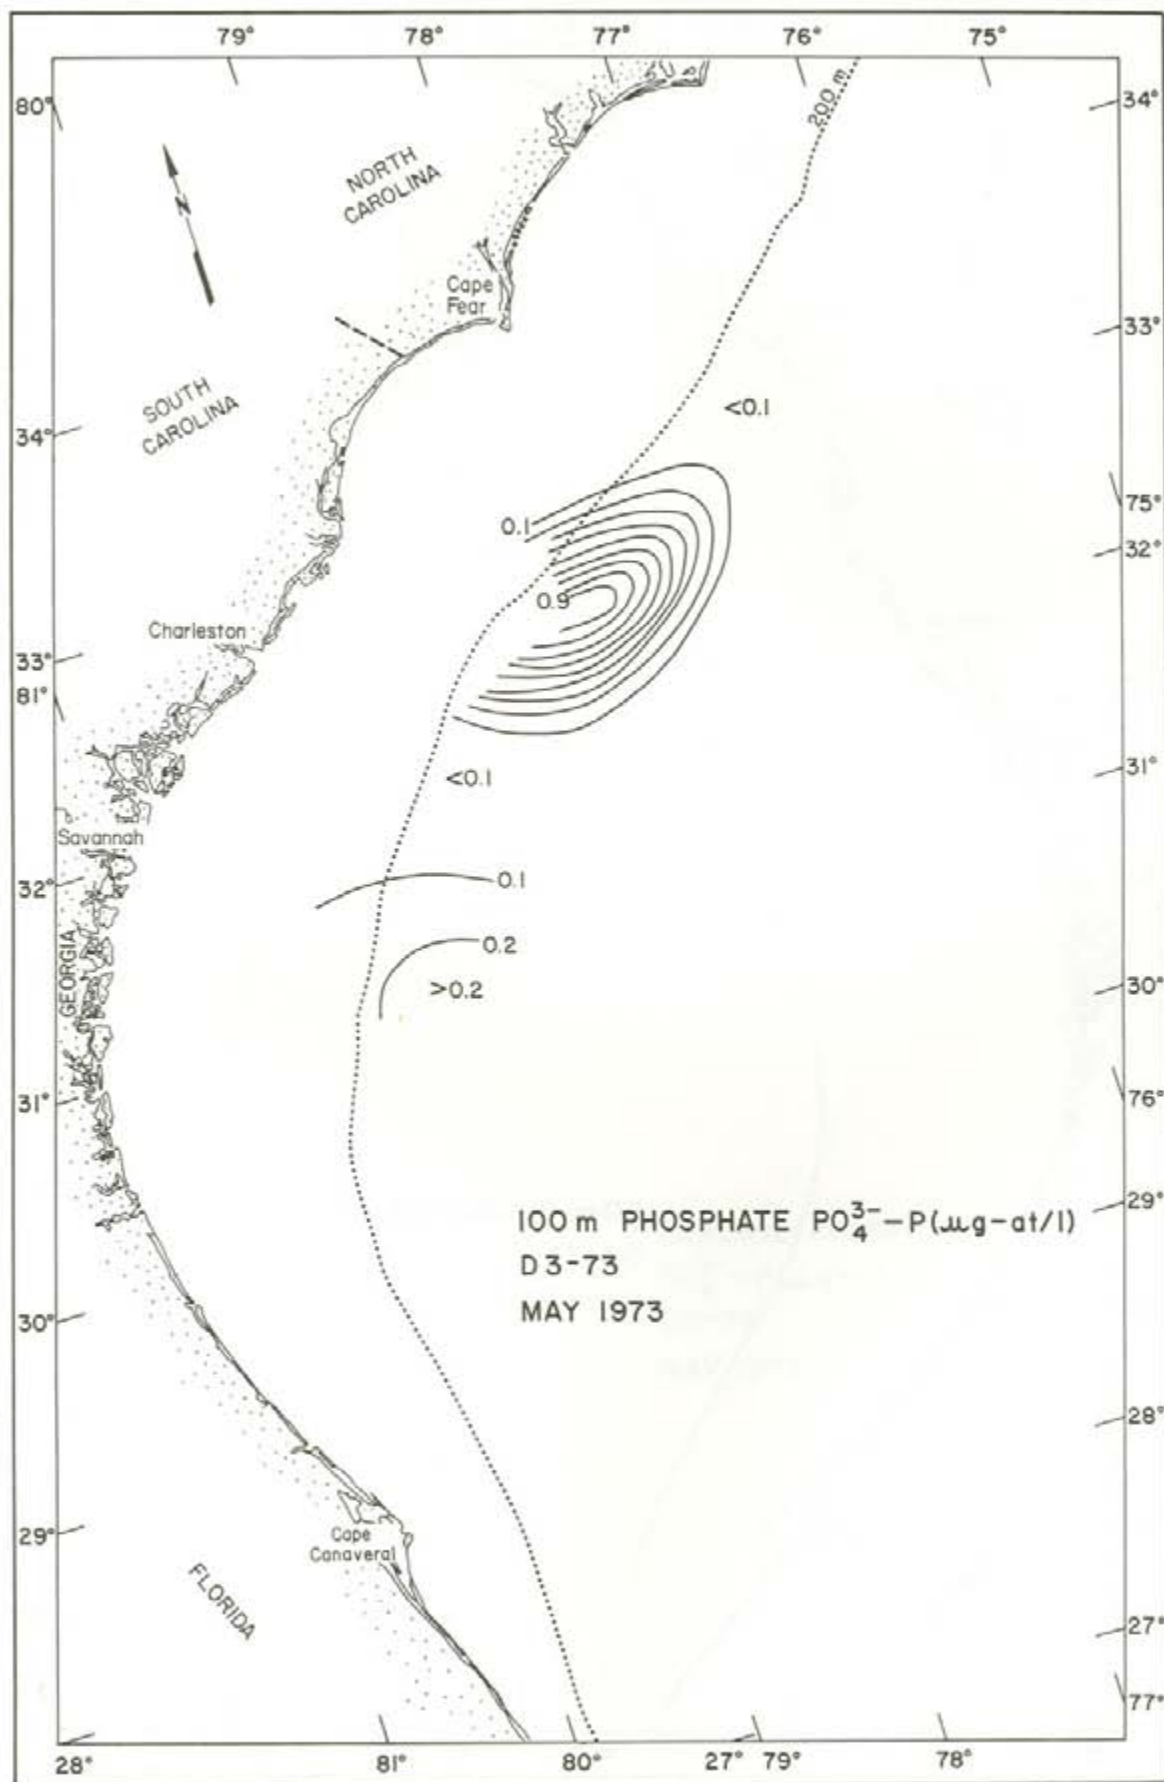 79° 78° 77° 76° 75°
80°
34°
200 m
N
NORTH
CAROLINA
Cape
Fear
33°
SOUTH
CAROLINA
<0.1
34°
75°
0.1
32°
0.9
Charleston
33°
81°
31°
<0.1
Savannah
32°
0.1
GEORGIA
0.2
>0.2
30°
31°
76°
29°
100 m PHOSPHATE PO₄³⁻-P(μg-at/l)
D3-73
MAY 1973
30°
28°
29°
Cape
Canaveral
FLORIDA
27°
77°
28° 81° 80° 27° 79° 78°